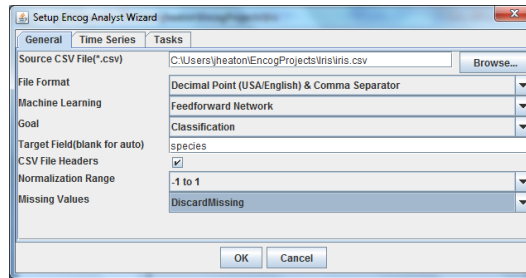 Setup Encog Analyst Wizard
General Time Series Tasks
Source CSV File(*.csv) C:\Users\jheaton\EncogProjects\Iris\iris.csv Browse...
File Format Decimal Point (USA/English) & Comma Separator
Machine Learning Feedforward Network
Goal Classification
Target Field(blank for auto) species
CSV File Headers
Normalization Range -1 to 1
Missing Values DiscardMissing
OK Cancel